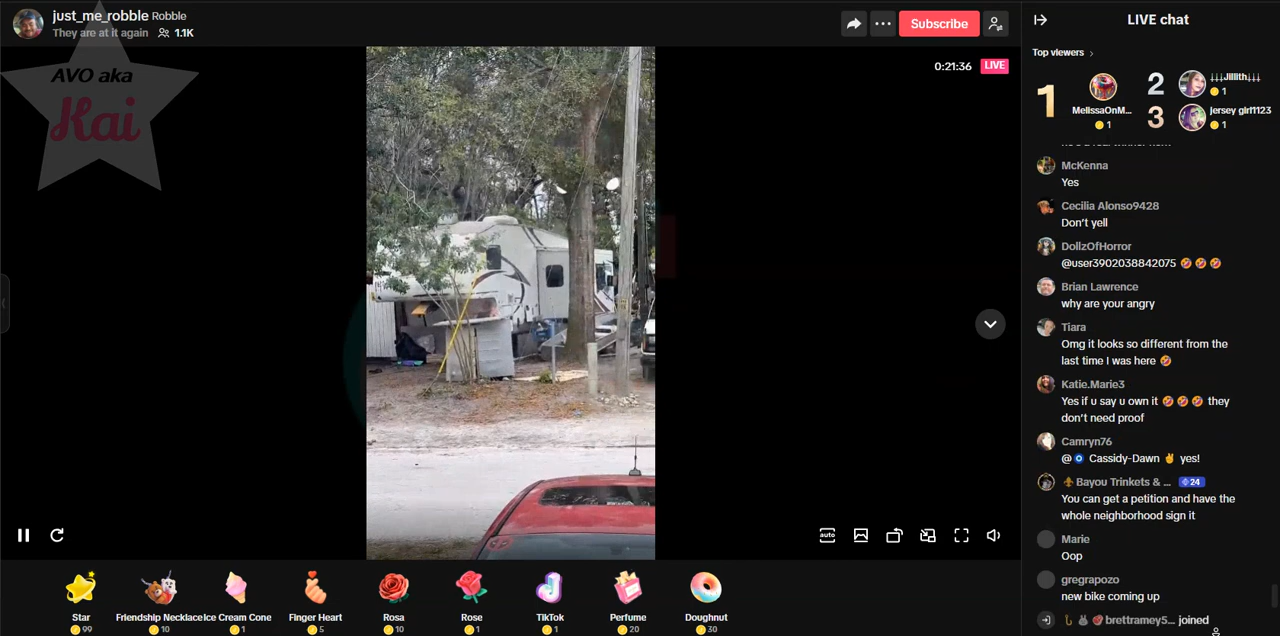 just_me_robble Robble
They are at it again 1.1K
Subscribe
AVO aka
Kai
0:21:36 LIVE
auto
Star
99
Friendship Necklace
10
Ice Cream Cone
1
Finger Heart
5
Rosa
10
Rose
1
TikTok
1
Perfume
20
Doughnut
30
LIVE chat
Top viewers
1
MelissaOnM...
1
2
↓↓↓Jillith↓↓↓
1
3
jersey girl1123
1
McKenna
Yes
Cecilia Alonso9428
Don't yell
DollzOfHorror
@user3902038842075 🤣 🤣 🤣
Brian Lawrence
why are your angry
Tiara
Omg it looks so different from the
last time I was here 🤣
Katie.Marie3
Yes if u say u own it 🤣 🤣 🤣 they
don't need proof
Camryn76
@🧿 Cassidy-Dawn ✌ yes!
⚜Bayou Trinkets & ... 24
You can get a petition and have the
whole neighborhood sign it
Marie
Oop
gregrapozo
new bike coming up
brettramey5... joined